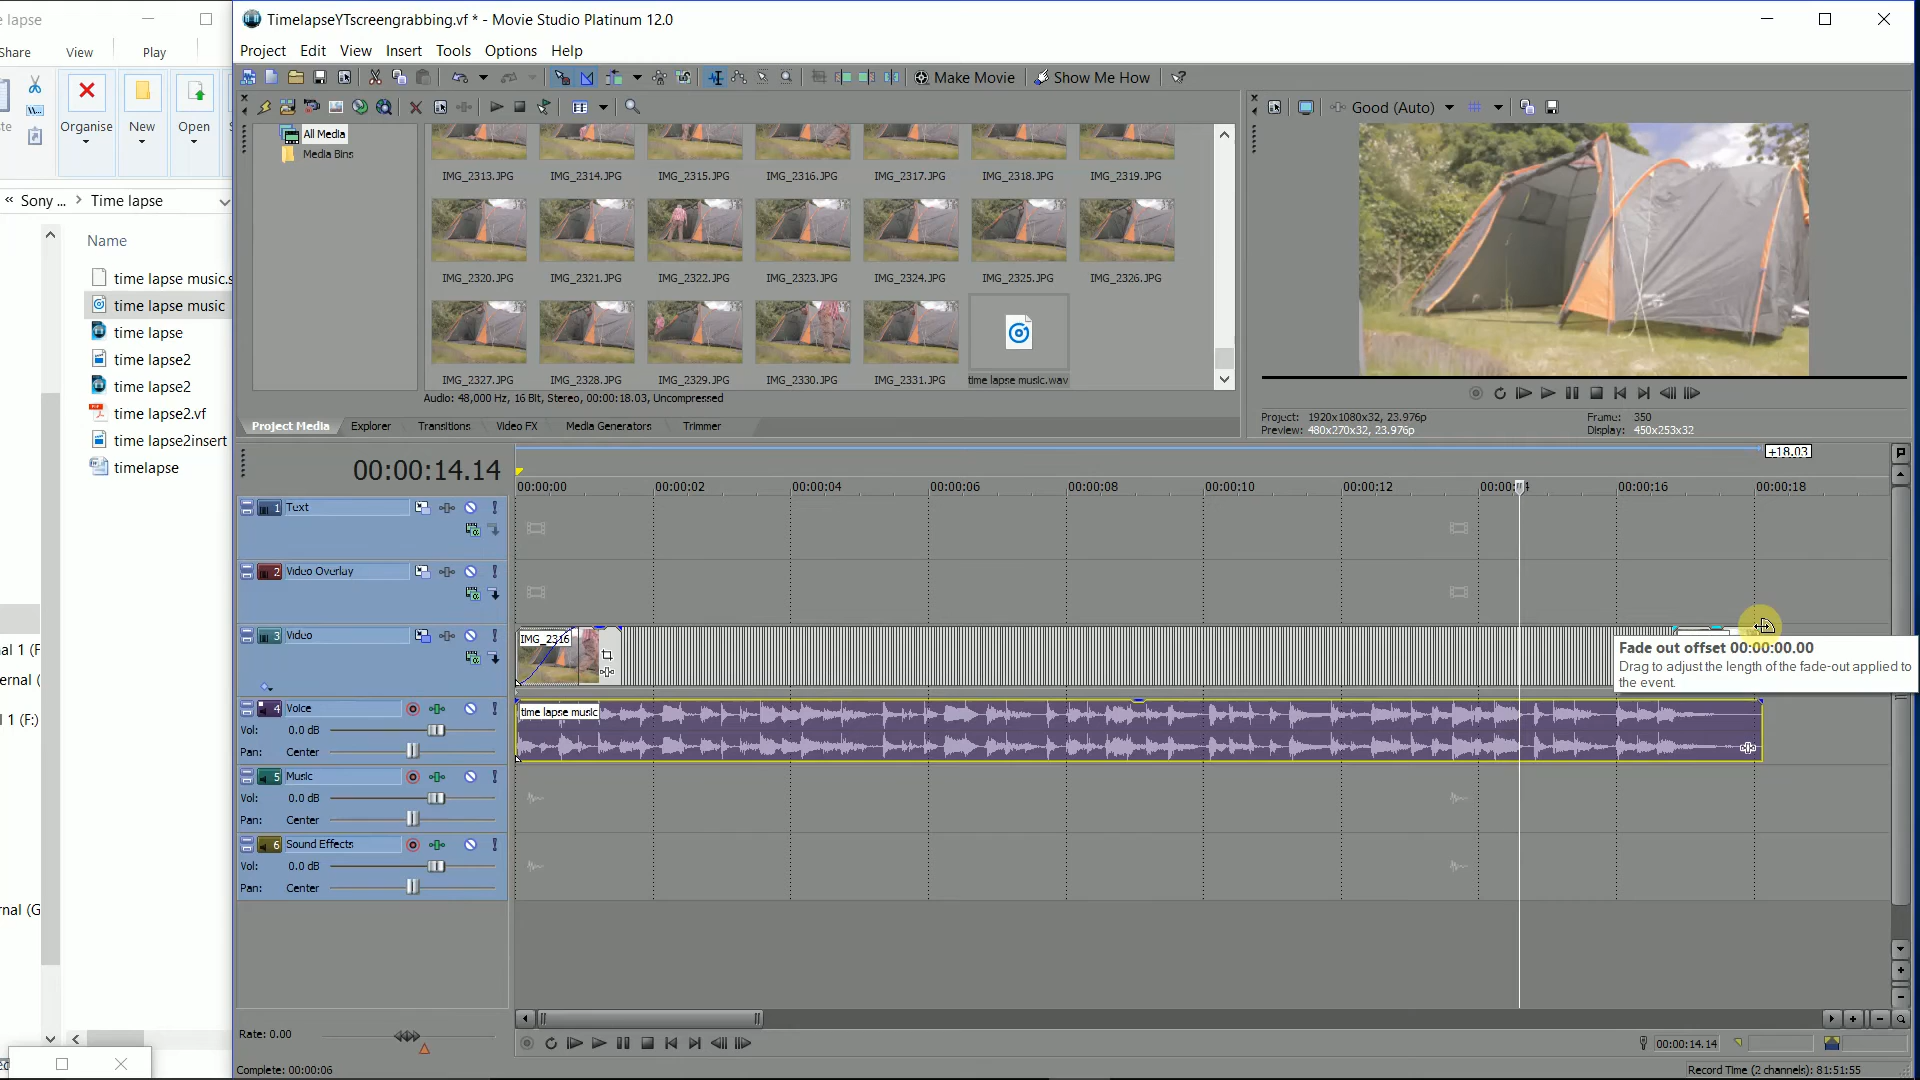 e lapse
Share View Play
Organise New Open
« Sony ... > Time lapse
Name
time lapse music.s
time lapse music
time lapse
time lapse2
time lapse2
time lapse2.vf
time lapse2insert
timelapse
al 1 (F
ernal (
l 1 (F:)
rnal (G
TimelapseYTscreengrabbing.vf * - Movie Studio Platinum 12.0
Project Edit View Insert Tools Options Help
Make Movie Show Me How
All Media
Media Bins
IMG_2313.JPG IMG_2314.JPG IMG_2315.JPG IMG_2316.JPG IMG_2317.JPG IMG_2318.JPG IMG_2319.JPG
IMG_2320.JPG IMG_2321.JPG IMG_2322.JPG IMG_2323.JPG IMG_2324.JPG IMG_2325.JPG IMG_2326.JPG
IMG_2327.JPG IMG_2328.JPG IMG_2329.JPG IMG_2330.JPG IMG_2331.JPG time lapse music.wav
Audio: 48,000 Hz, 16 Bit, Stereo, 00:00:18.03, Uncompressed
Project Media Explorer Transitions Video FX Media Generators Trimmer
Good (Auto)
Project: 1920x1080x32, 23.976p Frame: 350
Preview: 480x270x32, 23.976p Display: 450x253x32
00:00:14.14
+18.03
00:00:00 00:00:02 00:00:04 00:00:06 00:00:08 00:00:10 00:00:12 00:00:14 00:00:16 00:00:18
1 Text
2 Video Overlay
3 Video
IMG_2316
Fade out offset 00:00:00.00
Drag to adjust the length of the fade-out applied to
the event.
4 Voice
Vol: 0.0 dB
Pan: Center
time lapse music
5 Music
Vol: 0.0 dB
Pan: Center
6 Sound Effects
Vol: 0.0 dB
Pan: Center
Rate: 0.00
00:00:14.14
Complete: 00:00:06
Record Time (2 channels): 81:51:55